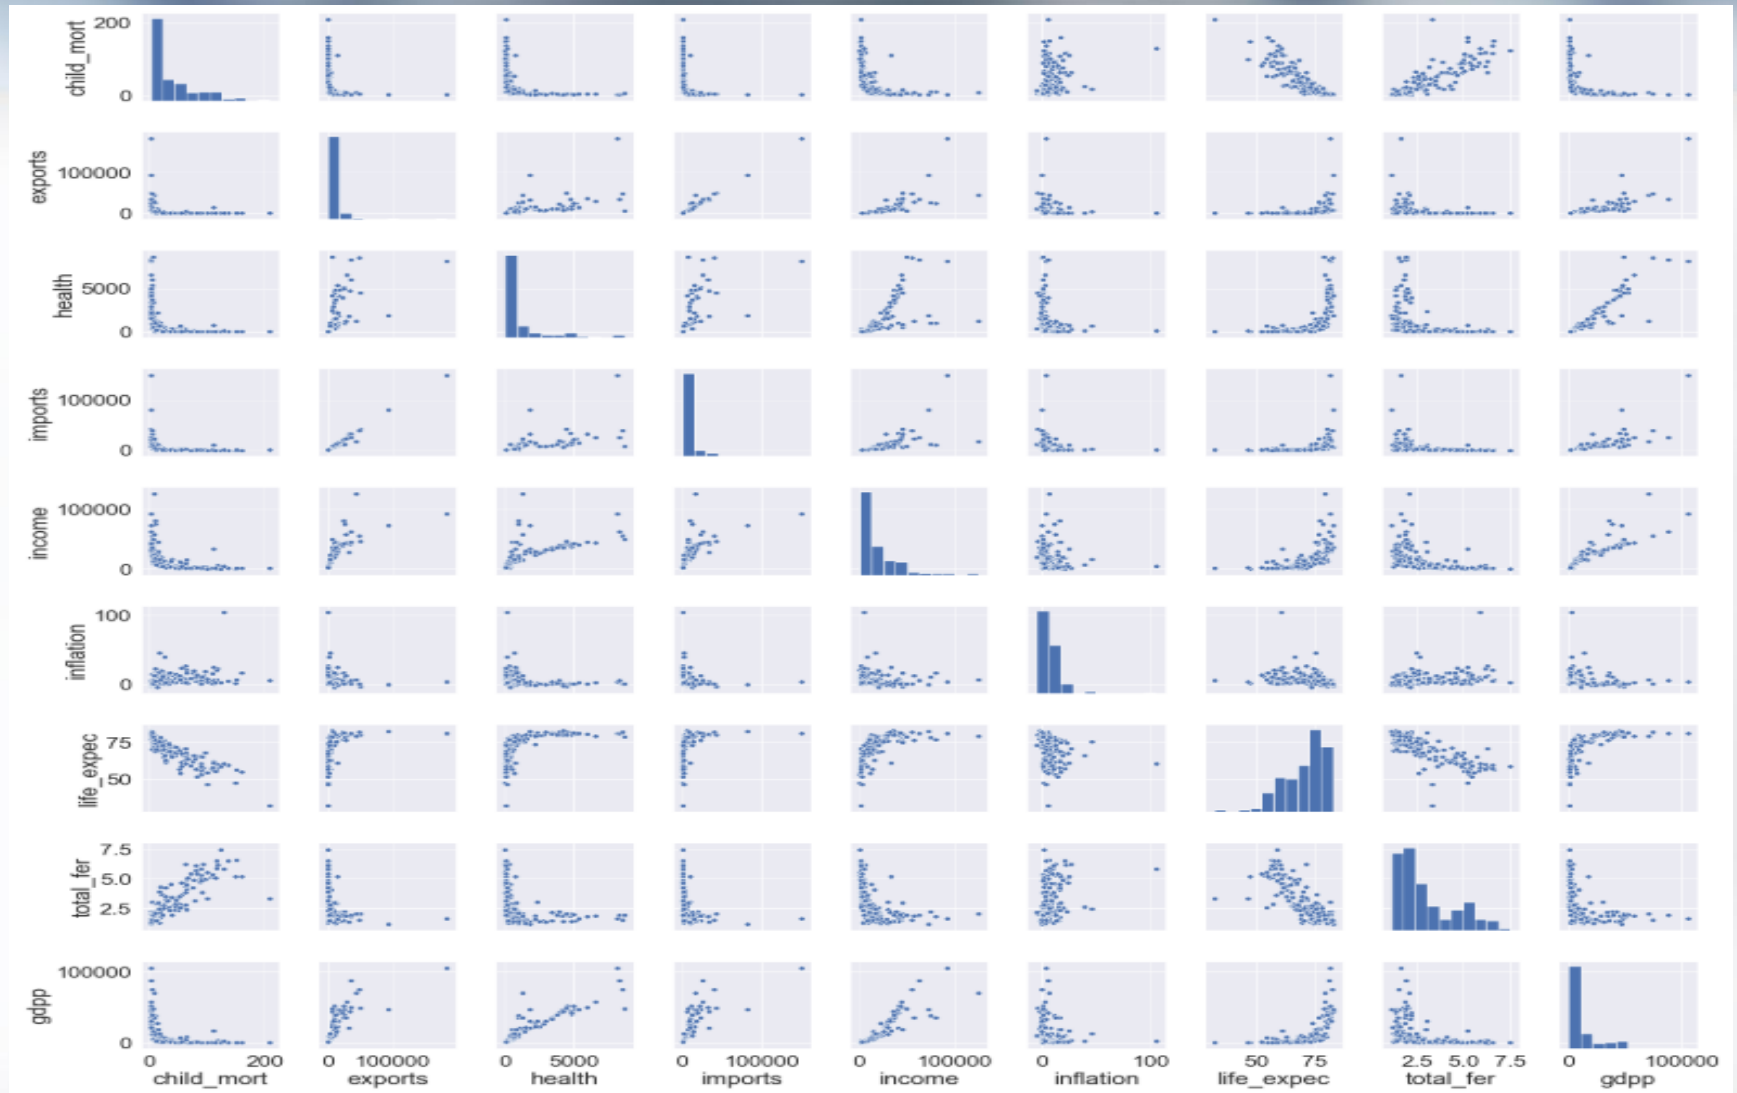 child_mort 200 0
exports 100000 0
health 5000 0
imports 100000 0
income 100000 0
inflation 100 0
life_expec 75 50
total_fer 7.5 5.0 2.5
gdpp 100000 0
0 200 0 100000 0 50000 0 100000 0 100000 0 100 50 75 2.5 5.0 7.5 0 100000
child_mort exports health imports income inflation life_expec total_fer gdpp